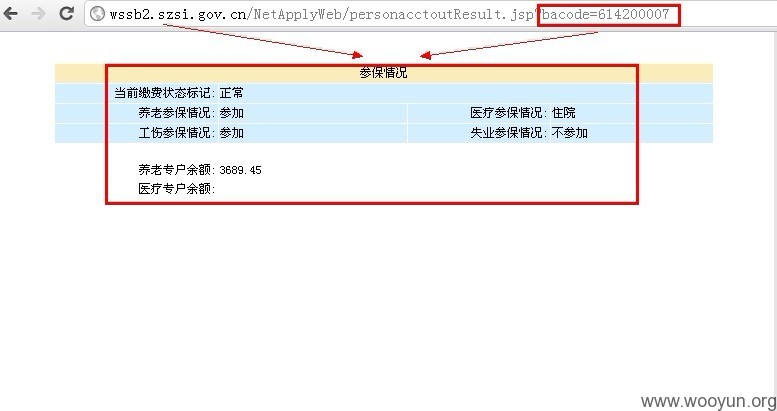 wssb2.szsi.gov.cn/NetApplyWeb/personacctoutResult.jsp?bacode=614200007
参保情况
当前缴费状态标记: 正常
养老参保情况: 参加 医疗参保情况: 住院
工伤参保情况: 参加 失业参保情况: 不参加
养老专户余额: 3689.45
医疗专户余额:
www.wooyun.org